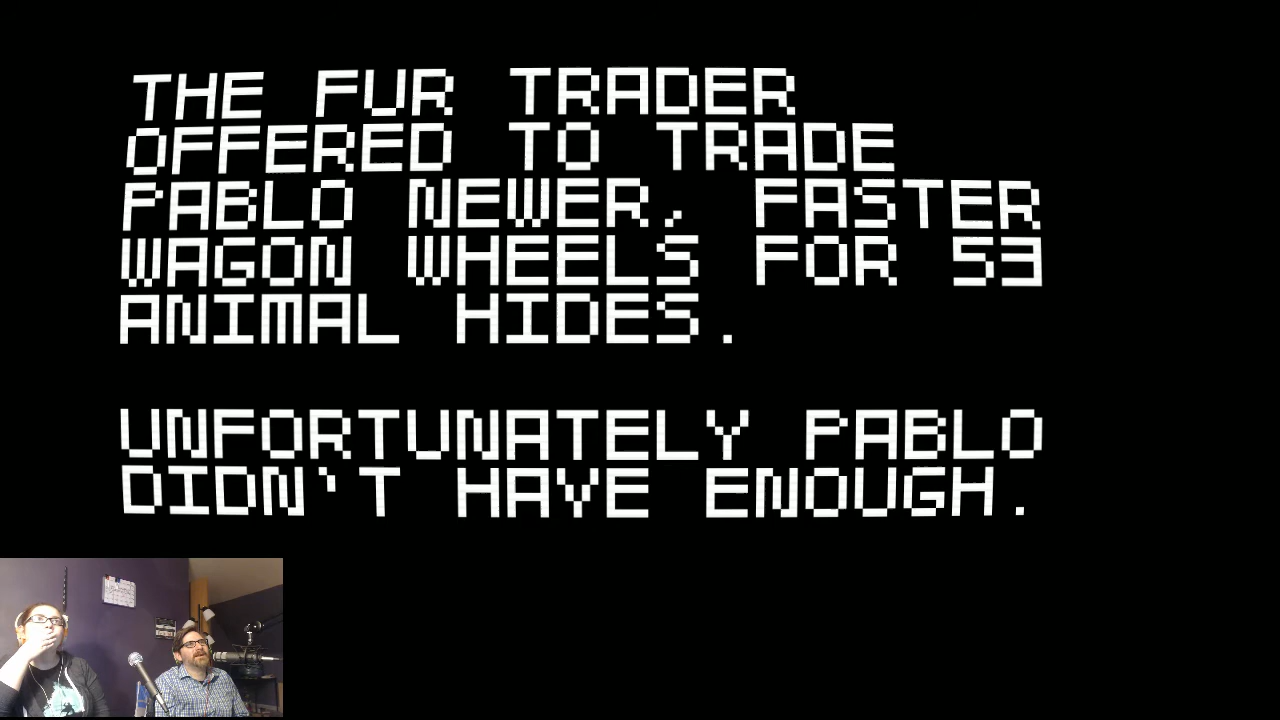 THE FUR TRADER
OFFERED TO TRADE
PABLO NEWER, FASTER
WAGON WHEELS FOR 53
ANIMAL HIDES.
UNFORTUNATELY PABLO
DIDN'T HAVE ENOUGH.